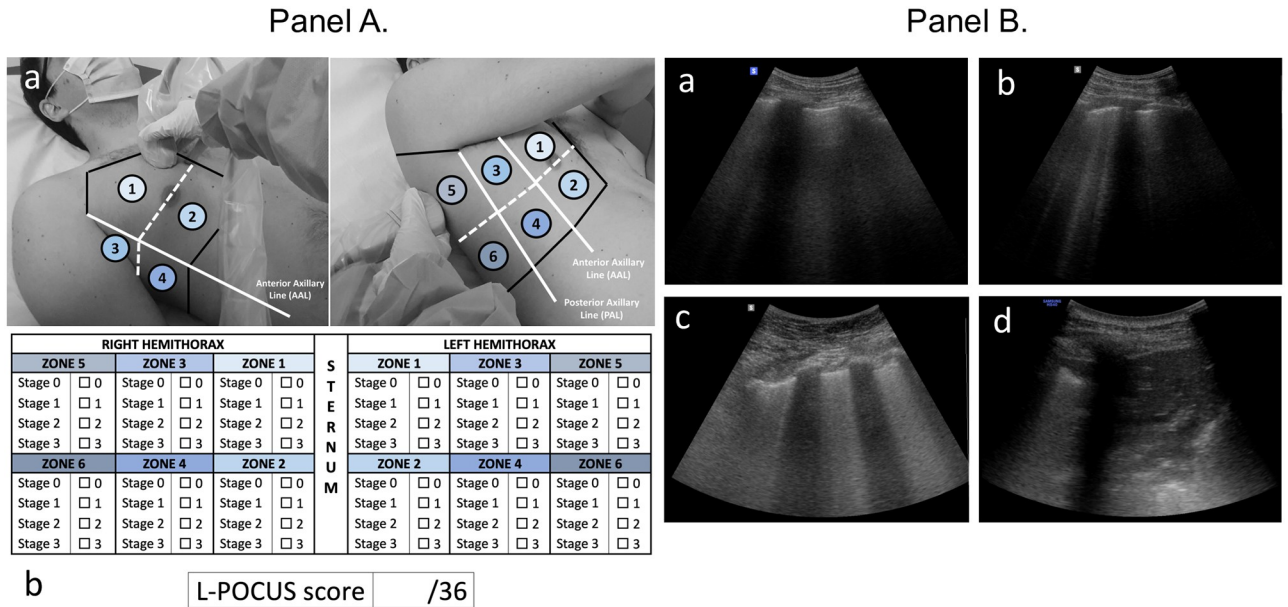 Panel A.
Panel B.
a
1
2
3
4
Anterior Axillary
Line (AAL)
1
3
5
2
4
6
Anterior Axillary
Line (AAL)
Posterior Axillary
Line (PAL)
RIGHT HEMITHORAX
ZONE 5 ZONE 3 ZONE 1
Stage 0 0 Stage 0 0 Stage 0 0
Stage 1 1 Stage 1 1 Stage 1 1
Stage 2 2 Stage 2 2 Stage 2 2
Stage 3 3 Stage 3 3 Stage 3 3
ZONE 6 ZONE 4 ZONE 2
Stage 0 0 Stage 0 0 Stage 0 0
Stage 1 1 Stage 1 1 Stage 1 1
Stage 2 2 Stage 2 2 Stage 2 2
Stage 3 3 Stage 3 3 Stage 3 3
STERNUM
LEFT HEMITHORAX
ZONE 1 ZONE 3 ZONE 5
Stage 0 0 Stage 0 0 Stage 0 0
Stage 1 1 Stage 1 1 Stage 1 1
Stage 2 2 Stage 2 2 Stage 2 2
Stage 3 3 Stage 3 3 Stage 3 3
ZONE 2 ZONE 4 ZONE 6
Stage 0 0 Stage 0 0 Stage 0 0
Stage 1 1 Stage 1 1 Stage 1 1
Stage 2 2 Stage 2 2 Stage 2 2
Stage 3 3 Stage 3 3 Stage 3 3
b
L-POCUS score /36
a
b
c
d